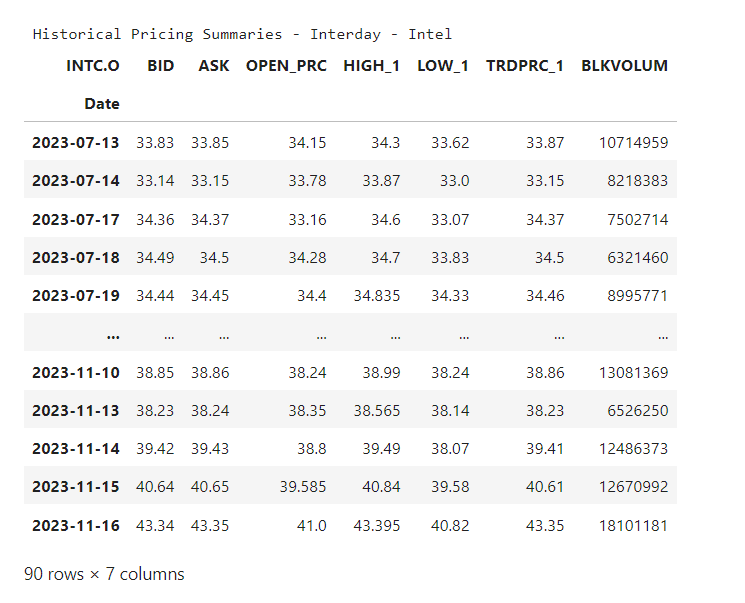 Historical Pricing Summaries - Interday - Intel
INTC.O BID ASK OPEN_PRC HIGH_1 LOW_1 TRDPRC_1 BLKVOLUM
Date
2023-07-13 33.83 33.85 34.15 34.3 33.62 33.87 10714959
2023-07-14 33.14 33.15 33.78 33.87 33.0 33.15 8218383
2023-07-17 34.36 34.37 33.16 34.6 33.07 34.37 7502714
2023-07-18 34.49 34.5 34.28 34.7 33.83 34.5 6321460
2023-07-19 34.44 34.45 34.4 34.835 34.33 34.46 8995771
... ... ... ... ... ... ... ...
2023-11-10 38.85 38.86 38.24 38.99 38.24 38.86 13081369
2023-11-13 38.23 38.24 38.35 38.565 38.14 38.23 6526250
2023-11-14 39.42 39.43 38.8 39.49 38.07 39.41 12486373
2023-11-15 40.64 40.65 39.585 40.84 39.58 40.61 12670992
2023-11-16 43.34 43.35 41.0 43.395 40.82 43.35 18101181
90 rows × 7 columns